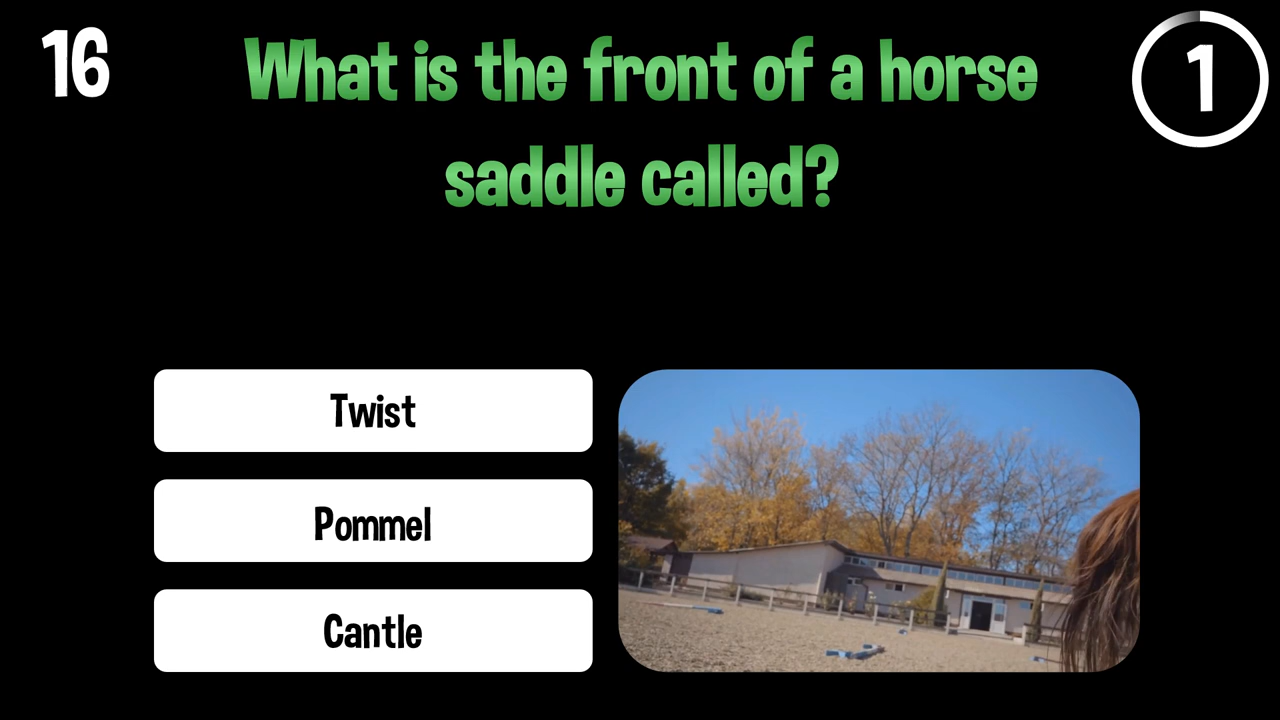 16
What is the front of a horse
saddle called?
1
Twist
Pommel
Cantle